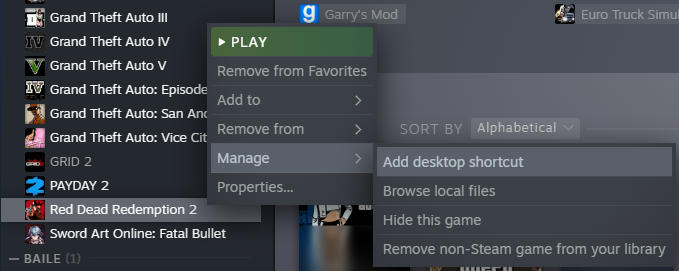 Grand Theft Auto III
Grand Theft Auto IV
Grand Theft Auto V
Grand Theft Auto: Episode
Grand Theft Auto: San An
Grand Theft Auto: Vice Cit
GRID 2
PAYDAY 2
Red Dead Redemption 2
Sword Art Online: Fatal Bullet
— BAILE (1)
PLAY
Remove from Favorites
Add to
Remove from
Manage
Properties...
Add desktop shortcut
Browse local files
Hide this game
Remove non-Steam game from your library
Garry's Mod
Euro Truck Simu
SORT BY Alphabetical